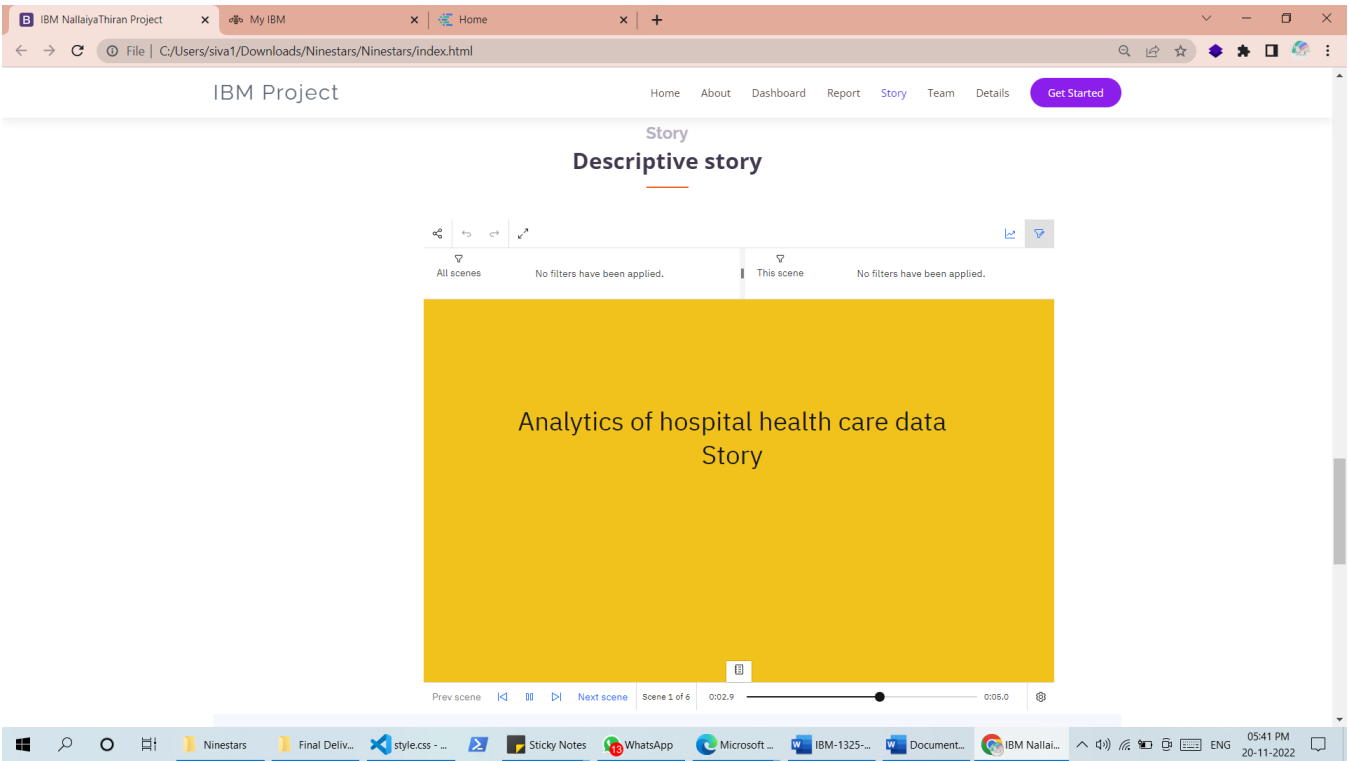 IBM NallaiyaThiran Project
My IBM
Home
File | C:/Users/siva1/Downloads/Ninestars/Ninestars/index.html
IBM Project
Home About Dashboard Report Story Team Details Get Started
Story
Descriptive story
All scenes No filters have been applied. This scene No filters have been applied.
Analytics of hospital health care data
Story
Prev scene Next scene Scene 1 of 6 0:02.9 0:05.0
Ninestars Final Deliv... style.css - ... Sticky Notes 13 WhatsApp Microsoft ... IBM-1325-... Document... IBM Nallai... ENG 05:41 PM
20-11-2022